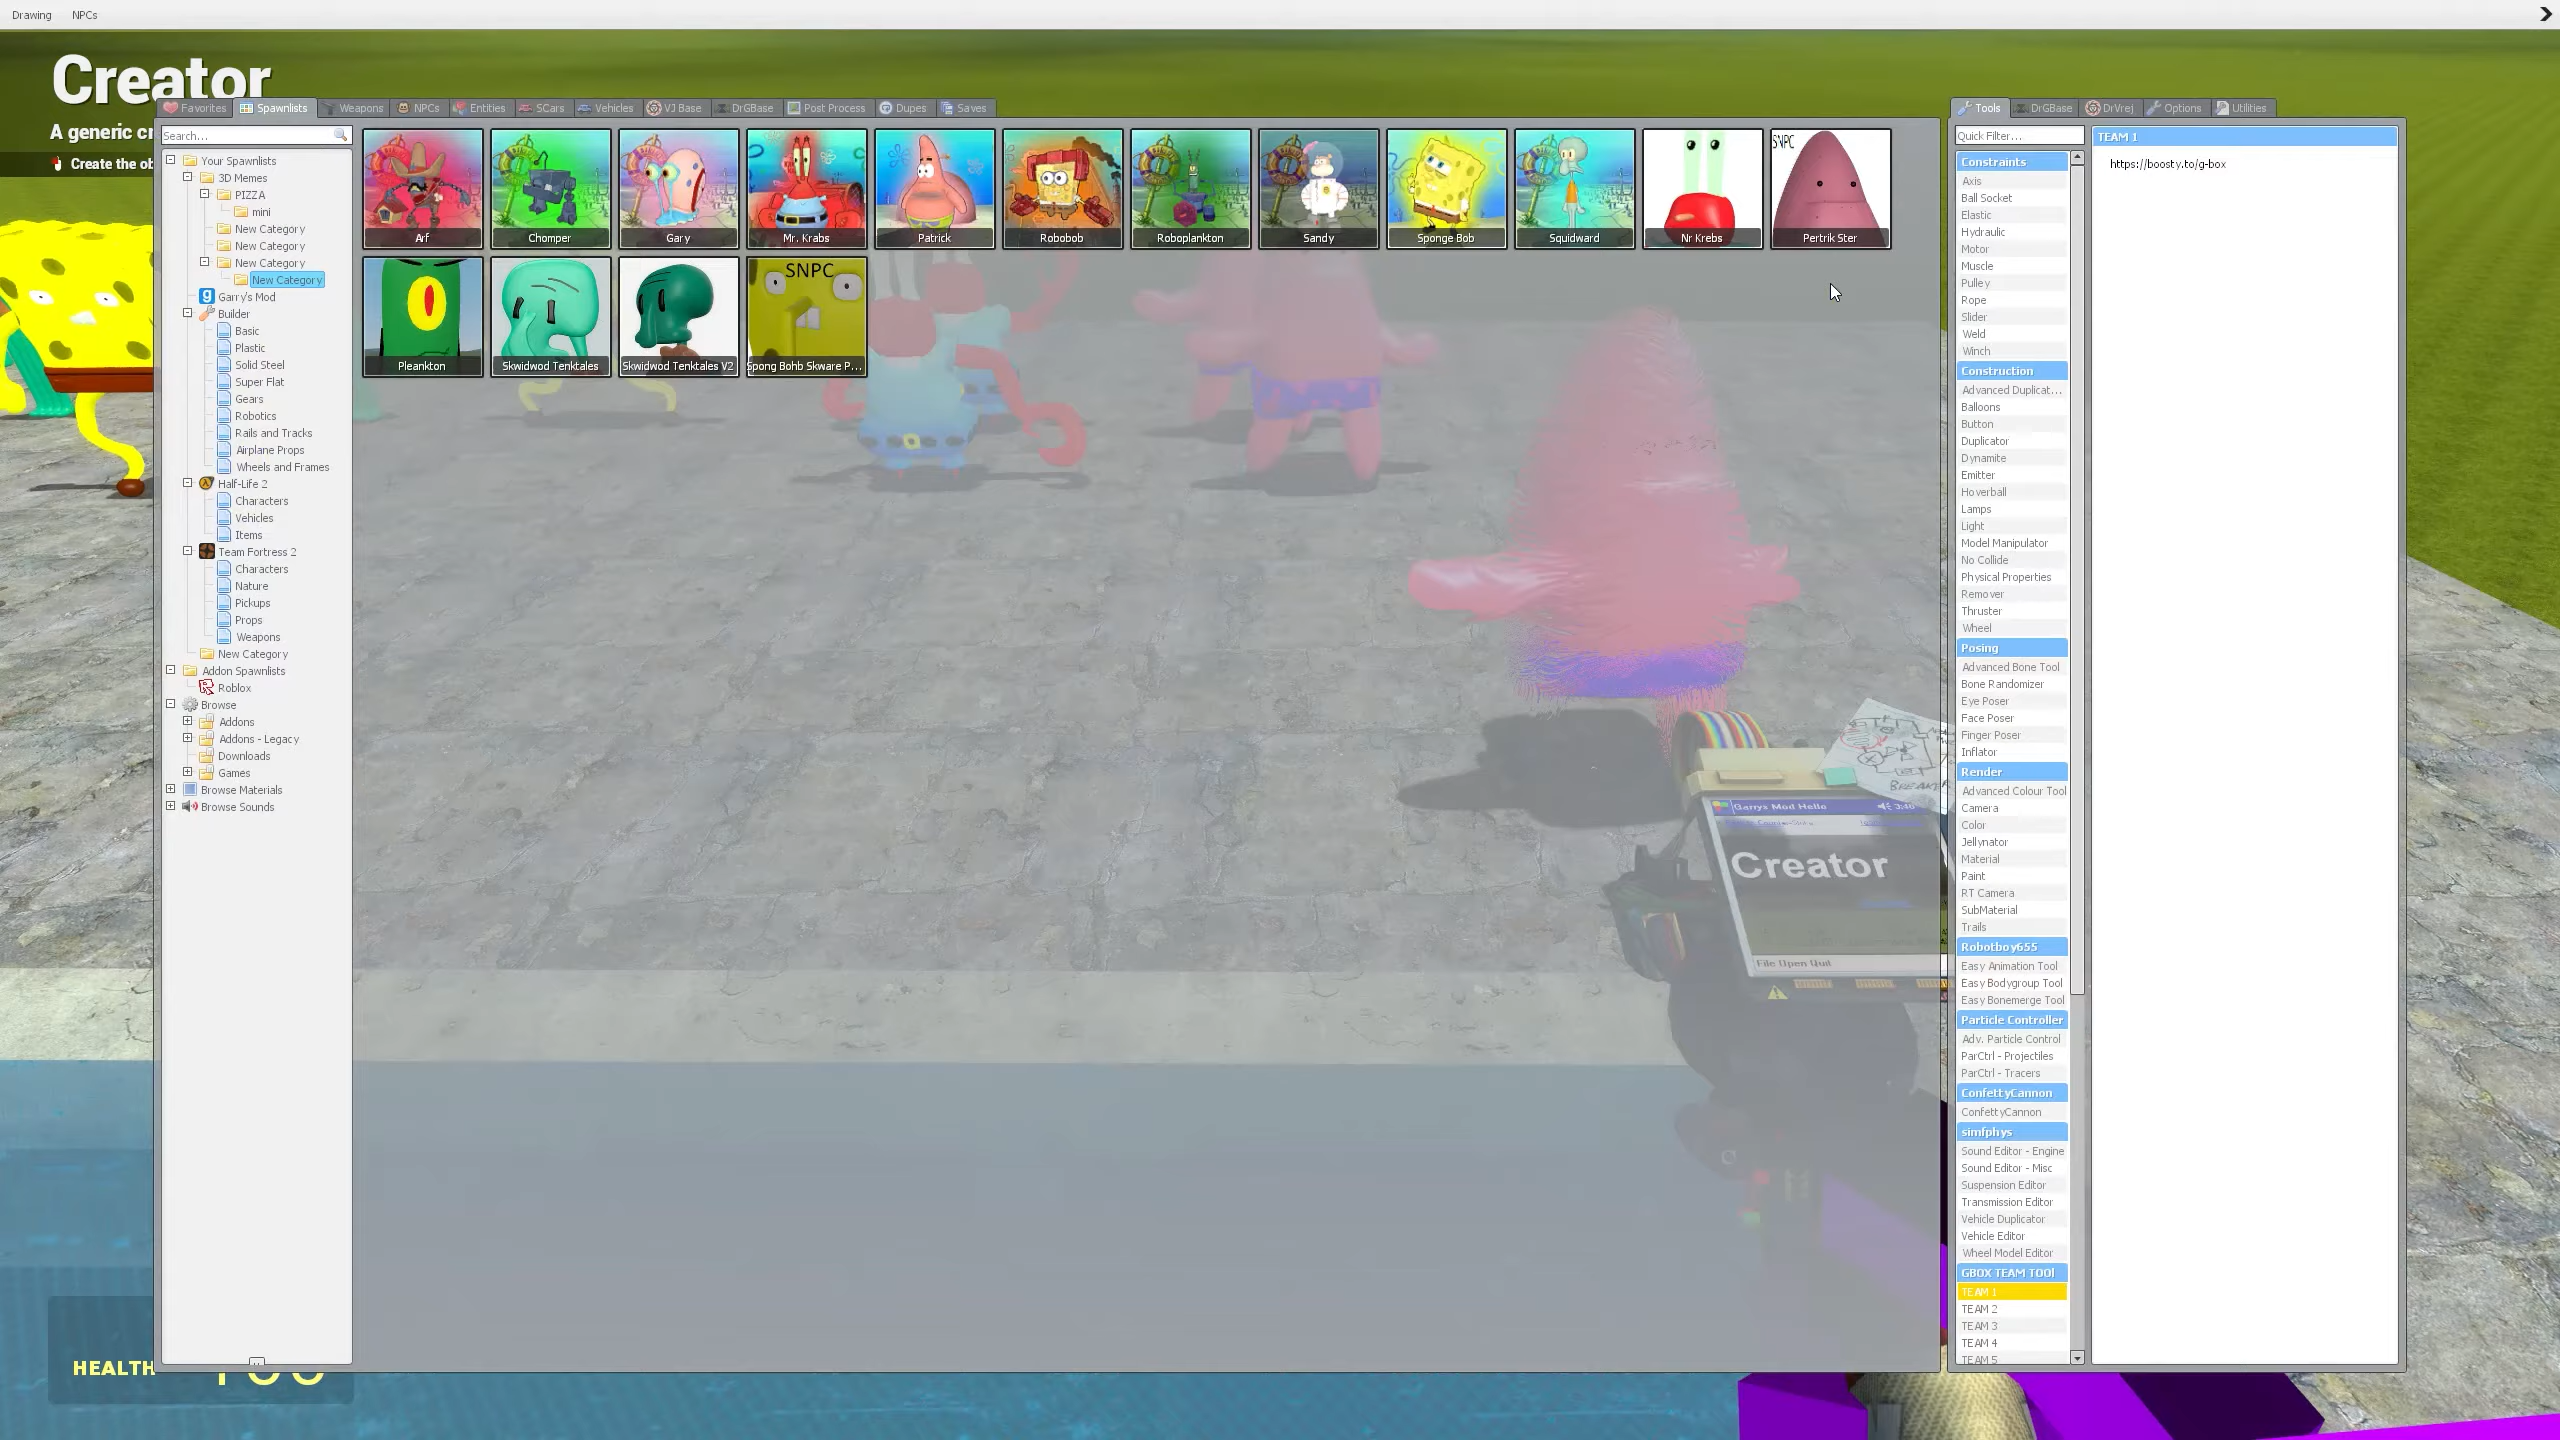 Drawing NPCs
Creator
A generic cr
Create the ob
Favorites Spawnlists Weapons NPCs Entities SCars Vehicles VJ Base DrGBase Post Process Dupes Saves
Search...
Your Spawnlists
3D Memes
PIZZA
mini
New Category
New Category
New Category
New Category
Garry's Mod
Builder
Basic
Plastic
Solid Steel
Super Flat
Gears
Robotics
Rails and Tracks
Airplane Props
Wheels and Frames
Half-Life 2
Characters
Vehicles
Items
Team Fortress 2
Characters
Nature
Pickups
Props
Weapons
New Category
Addon Spawnlists
Roblox
Browse
Addons
Addons - Legacy
Downloads
Games
Browse Materials
Browse Sounds
Arf Chomper Gary Mr. Krabs Patrick Robobob Roboplankton Sandy Sponge Bob Squidward Nr Krebs SNPC Pertrik Ster
Pleankton Skwidwod Tenktales Skwidwod Tenktales V2 SNPC Spong Bohb Skware P...
Garrys Mod Hello
Creator
File Open Quit
HEALTH
Tools DrGBase DrVrej Options Utilities
Quick Filter...
Constraints
Axis
Ball Socket
Elastic
Hydraulic
Motor
Muscle
Pulley
Rope
Slider
Weld
Winch
Construction
Advanced Duplicat...
Balloons
Button
Duplicator
Dynamite
Emitter
Hoverball
Lamps
Light
Model Manipulator
No Collide
Physical Properties
Remover
Thruster
Wheel
Posing
Advanced Bone Tool
Bone Randomizer
Eye Poser
Face Poser
Finger Poser
Inflator
Render
Advanced Colour Tool
Camera
Color
Jellynator
Material
Paint
RT Camera
SubMaterial
Trails
Robotboy655
Easy Animation Tool
Easy Bodygroup Tool
Easy Bonemerge Tool
Particle Controller
Adv. Particle Control
ParCtrl - Projectiles
ParCtrl - Tracers
ConfettyCannon
ConfettyCannon
simfphys
Sound Editor - Engine
Sound Editor - Misc
Suspension Editor
Transmission Editor
Vehicle Duplicator
Vehicle Editor
Wheel Model Editor
GBOX TEAM TOOl
TEAM 1
TEAM 2
TEAM 3
TEAM 4
TEAM 5
TEAM 1
https://boosty.to/g-box